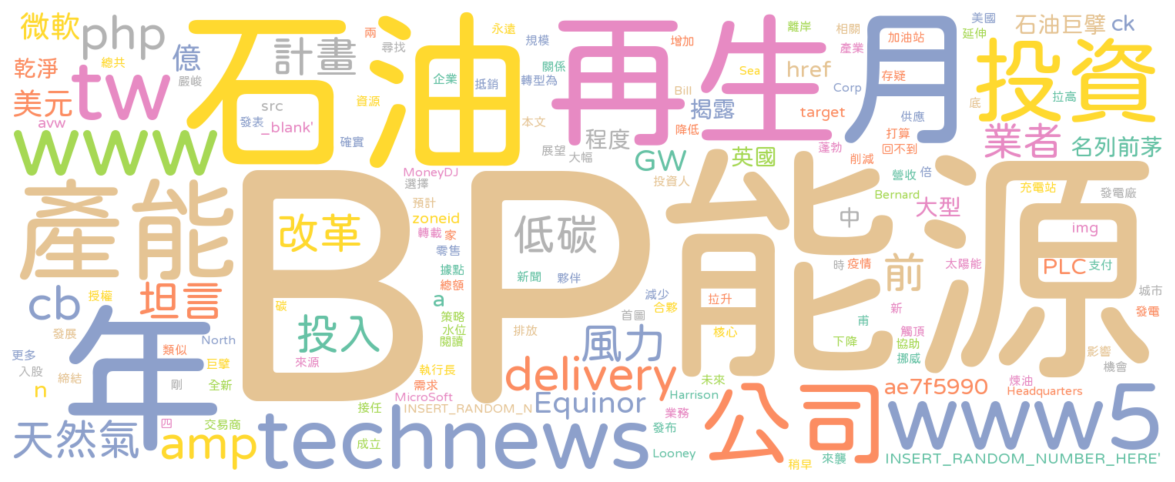 微軟
php
億
計畫
石油
再生
月
投資
石油巨擘
ck
美國
延伸
乾淨
總共
嚴峻
tw
美元
avw
www
src
發表
_blank'
兩
尋找
資源
確實
永遠
規模
企業
抵銷
關係
轉型為
本文
展望
大幅
程度
增加
Bill
降低
GW
投資人
揭露
Sea
href
離岸
相關
產業
Corp
target
蓬勃
英國
加油站
存疑
供應
打算
回不到
削減
底
拉高
業者
名列前茅
產能
BP
能源
改革
低碳
MoneyDJ
選擇
預計
zoneid
轉載
家
零售
據點
總額
a
策略
水位
閱讀
新聞
夥伴
營收
倍
Bernard
大型
中
前
時
疫情
太陽能
充電站
發電廠
img
PLC
支付
城市
發電
cb
授權
坦言
碳
投入
來源
排放
首圖
減少
合夥
拉升
核心
風力
甫
下降
新
觸頂
協助
挪威
影響
機會
年
發展
North
類似
巨擘
更多
入股
締結
剛
全新
n
執行長
需求
MicroSoft
INSERT_RANDOM_N
delivery
Equinor
未來
Harrison
業務
發布
公司
ae7f5990
煉油
Headquarters
www5
天然氣
四
交易商
amp
technews
接任
成立
Looney
稍早
來襲
INSERT_RANDOM_NUMBER_HERE'